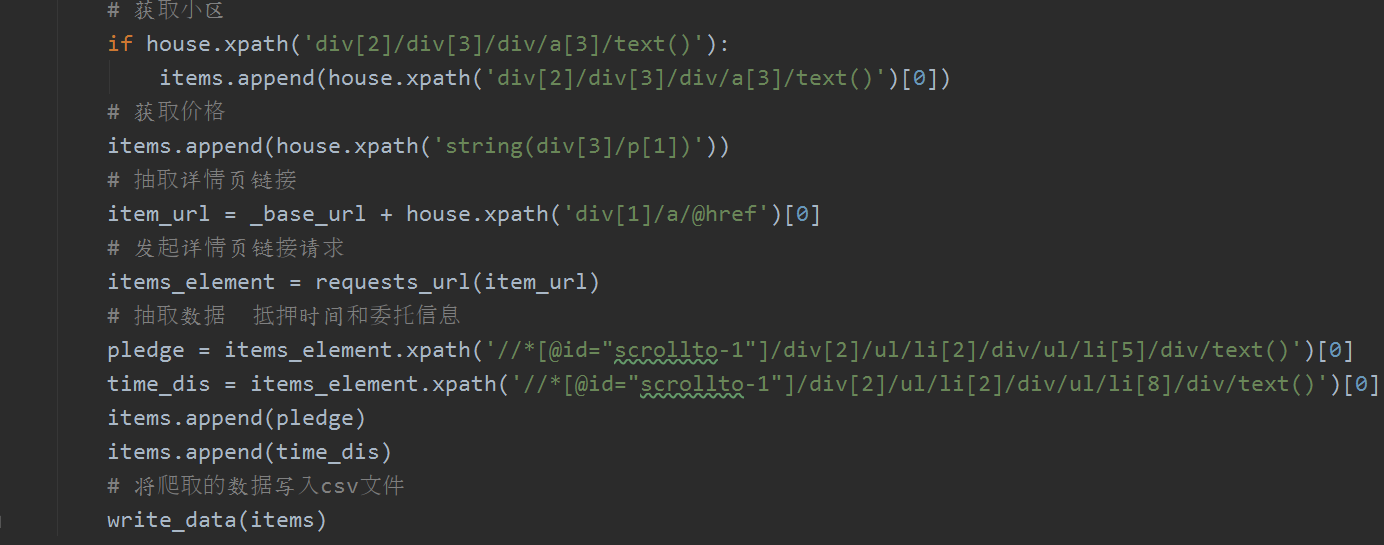 # 获取小区
if house.xpath('div[2]/div[3]/div/a[3]/text()'):
items.append(house.xpath('div[2]/div[3]/div/a[3]/text()')[0])
# 获取价格
items.append(house.xpath('string(div[3]/p[1])'))
# 抽取详情页链接
item_url = _base_url + house.xpath('div[1]/a/@href')[0]
# 发起详情页链接请求
items_element = requests_url(item_url)
# 抽取数据  抵押时间和委托信息
pledge = items_element.xpath('//*[@id="scrollto-1"]/div[2]/ul/li[2]/div/ul/li[5]/div/text()')[0]
time_dis = items_element.xpath('//*[@id="scrollto-1"]/div[2]/ul/li[2]/div/ul/li[8]/div/text()')[0]
items.append(pledge)
items.append(time_dis)
# 将爬取的数据写入csv文件
write_data(items)